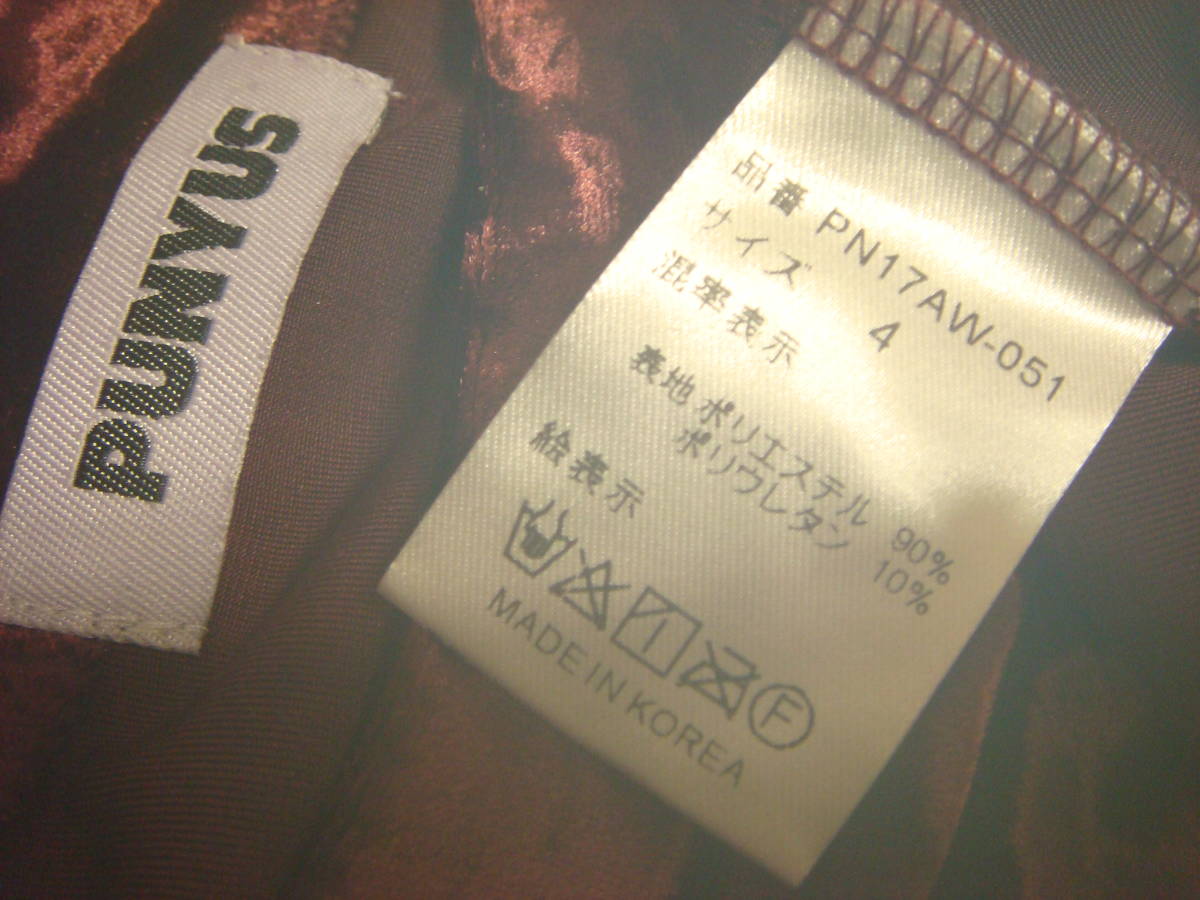 PUNYUS
品番 PN17AW-051
サイズ 4
混率表示
表地 ポリエステル 90%
ポリウレタン 10%
絵表示
F
MADE IN KOREA